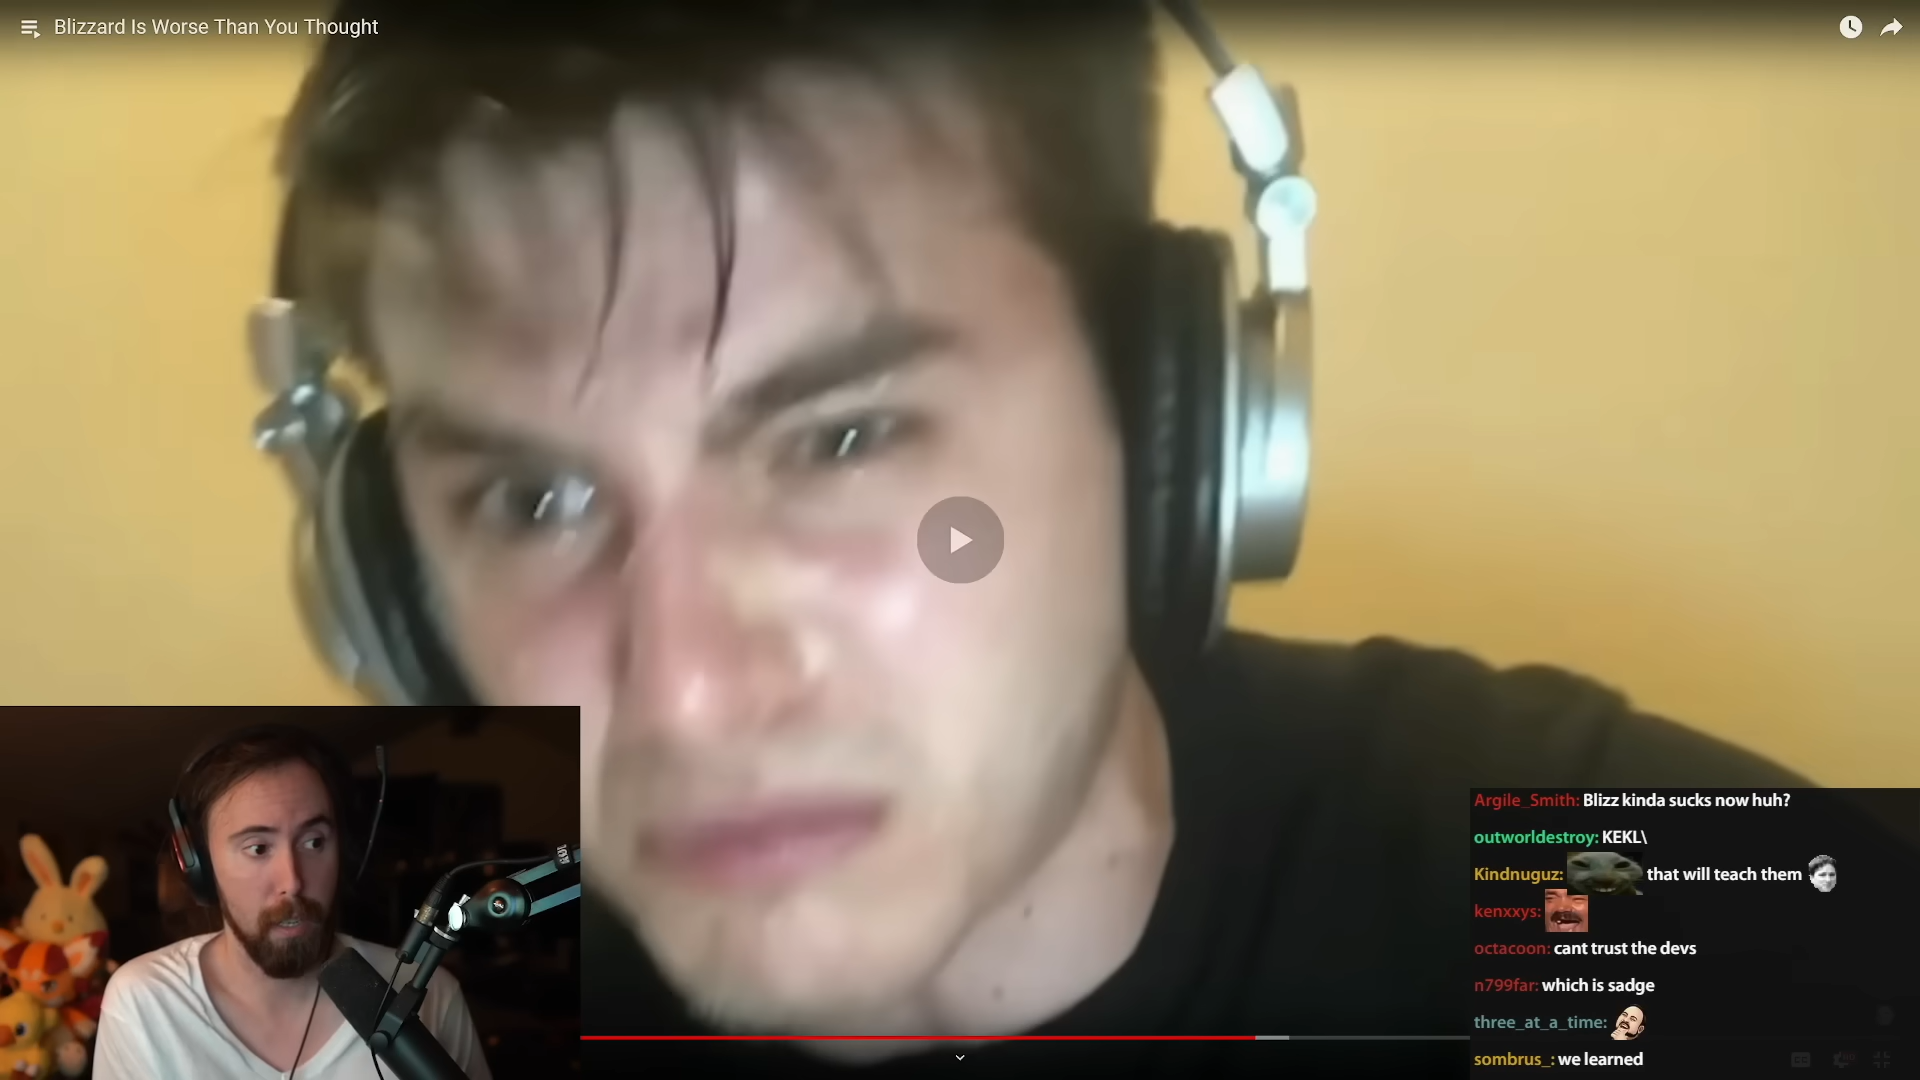 Blizzard Is Worse Than You Thought
Argile_Smith: Blizz kinda sucks now huh?
outworldestroy: KEKL\
Kindnuguz: that will teach them
kenxxys:
octacoon: cant trust the devs
n799far: which is sadge
three_at_a_time:
sombrus_: we learned